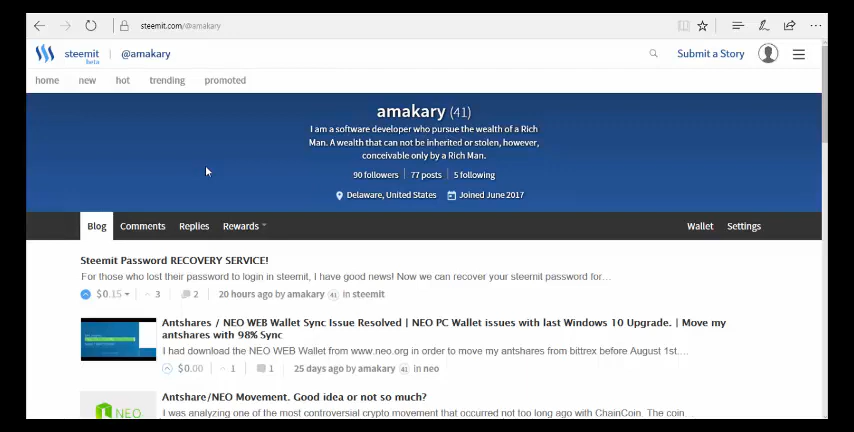 steemit.com/@amakary
steemit
beta
@amakary
Submit a Story
home new hot trending promoted
amakary (41)
I am a software developer who pursue the wealth of a Rich
Man. A wealth that can not be inherited or stolen, however,
conceivable only by a Rich Man.
90 followers 77 posts 5 following
Delaware, United States Joined June 2017
Blog Comments Replies Rewards Wallet Settings
Steemit Password RECOVERY SERVICE!
For those who lost their password to login in steemit, I have good news! Now we can recover your steemit password for…
$0.15 3 2 20 hours ago by amakary 41 in steemit
Antshares / NEO WEB Wallet Sync Issue Resolved | NEO PC Wallet issues with last Windows 10 Upgrade. | Move my
antshares with 98% Sync
I had download the NEO WEB Wallet from www.neo.org in order to move my antshares from bittrex before August 1st.…
$0.00 1 1 25 days ago by amakary 41 in neo
Antshare/NEO Movement. Good idea or not so much?
NEO
I was analyzing one of the most controversial crypto movement that occurred not too long ago with ChainCoin. The coin…